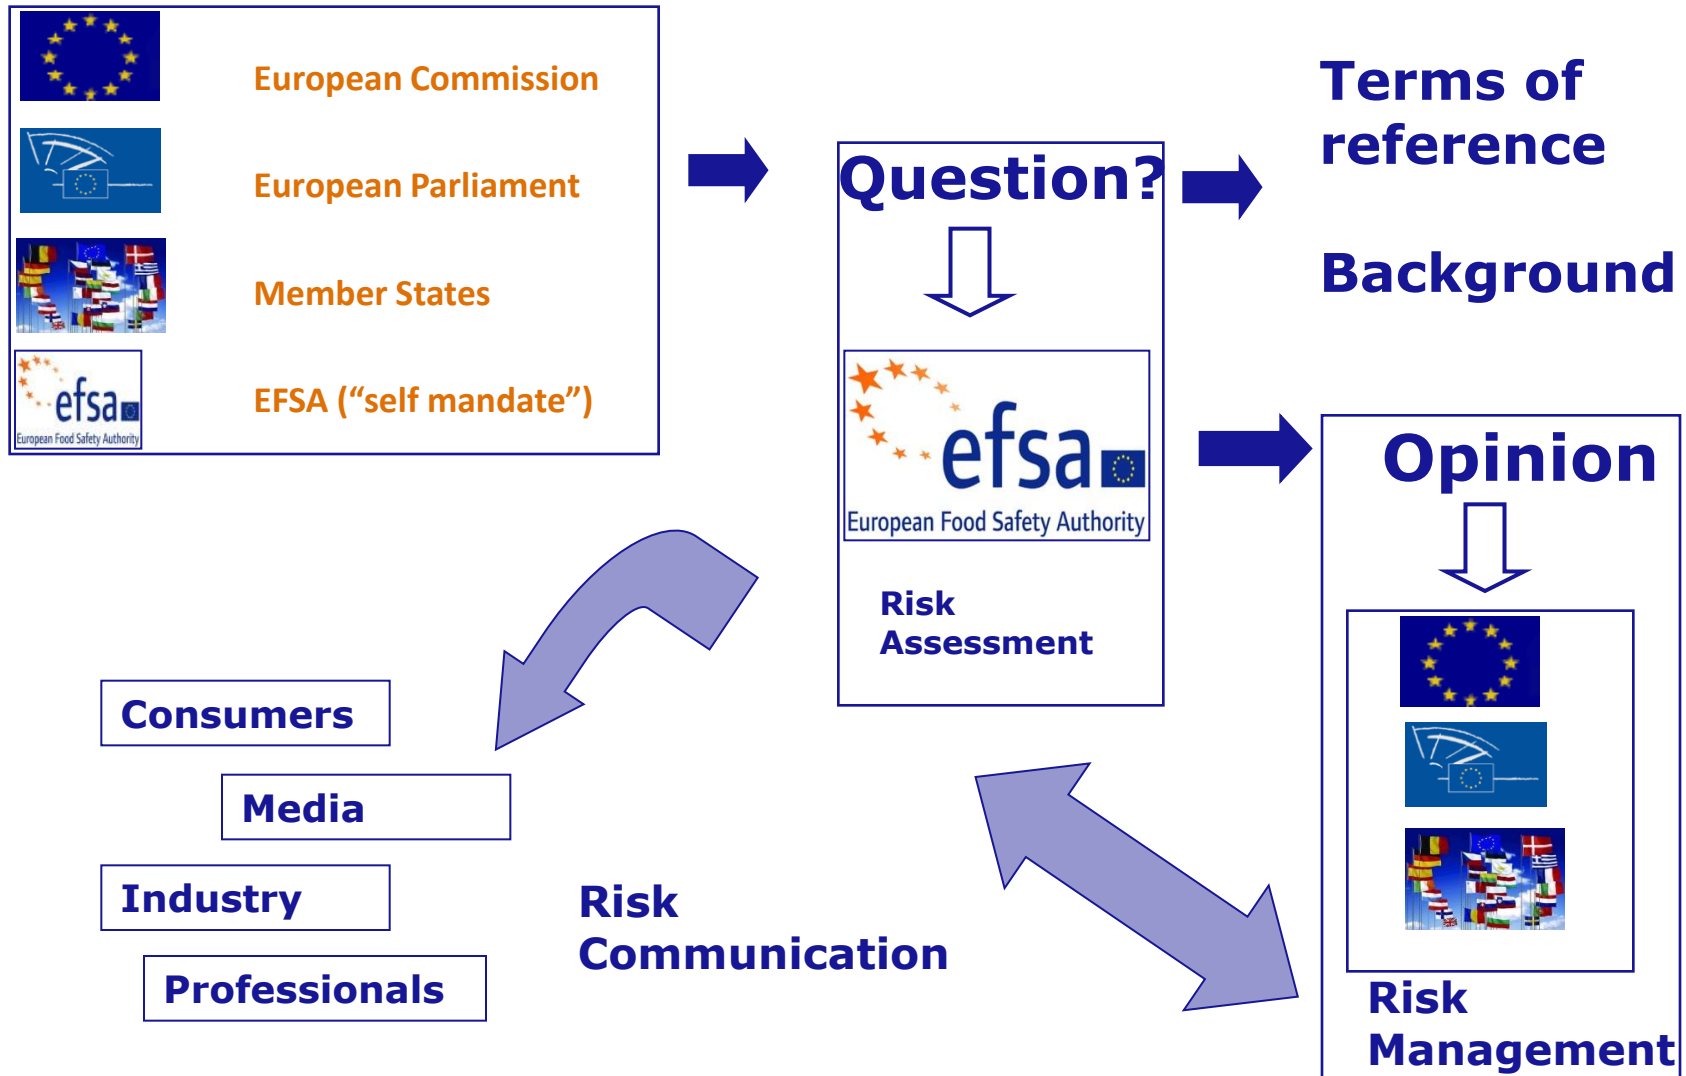 European Commission
European Parliament
Member States
efsa
European Food Safety Authority
EFSA (“self mandate”)
Question?
efsa
European Food Safety Authority
Risk
Assessment
Terms of
reference
Background
Opinion
Risk
Management
Consumers
Media
Industry
Professionals
Risk
Communication